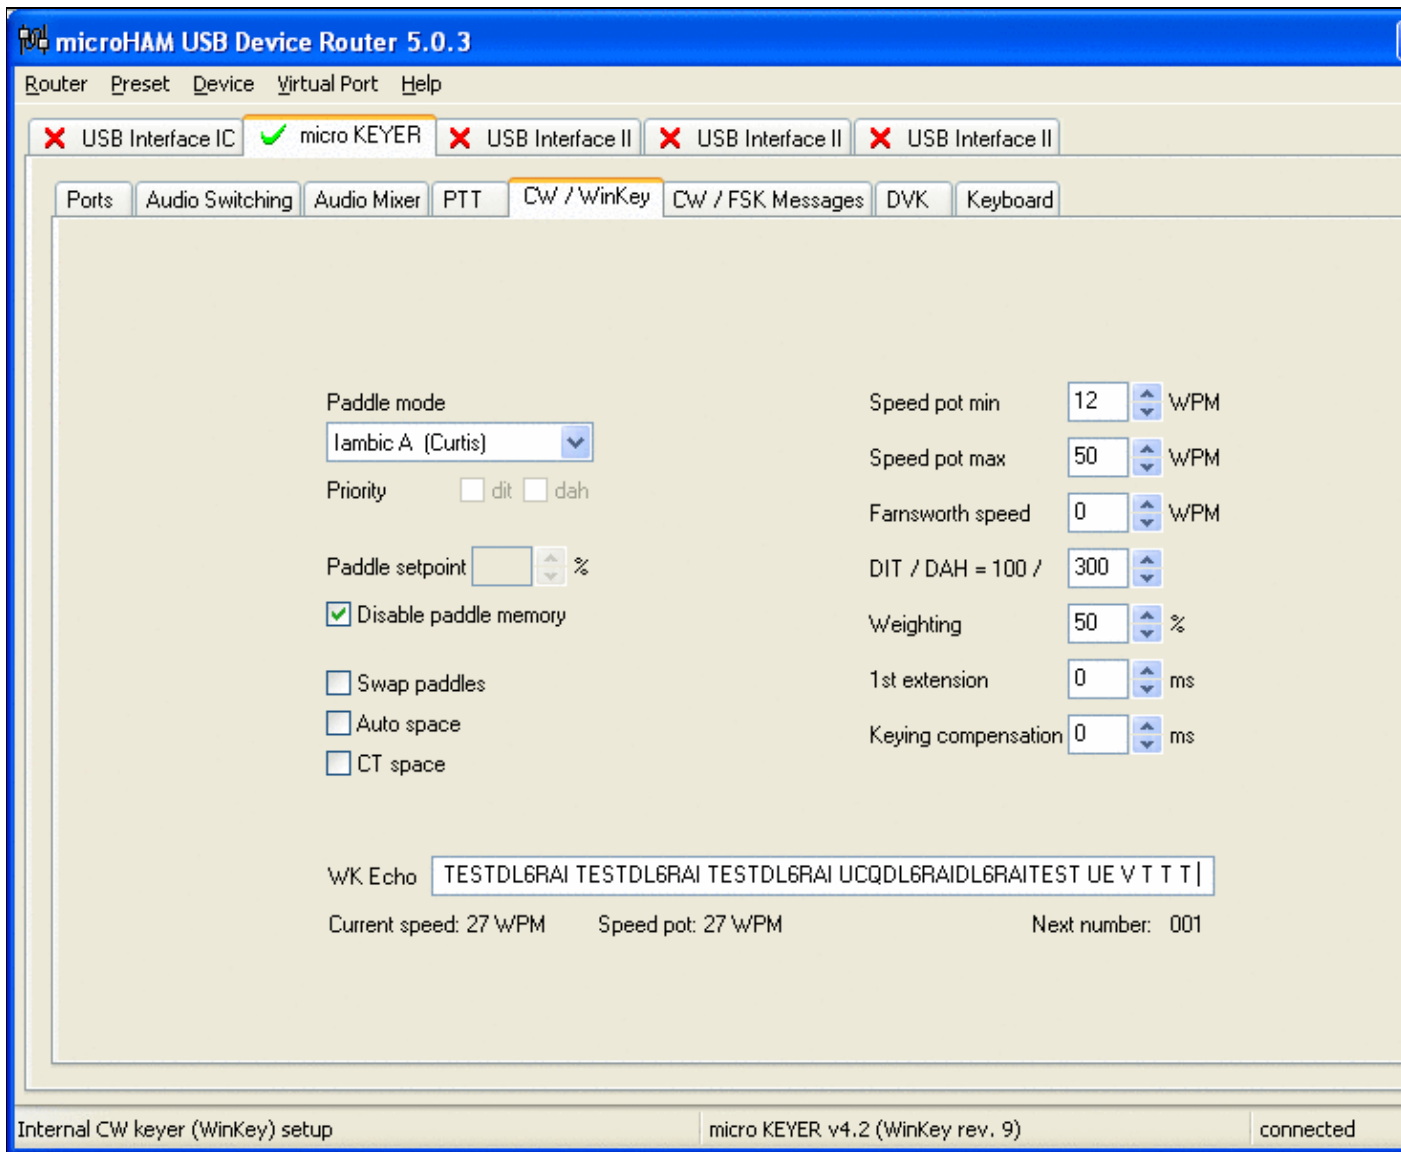 microHAM USB Device Router 5.0.3
Router Preset Device Virtual Port Help
USB Interface IC micro KEYER USB Interface II USB Interface II USB Interface II
Ports Audio Switching Audio Mixer PTT CW / WinKey CW / FSK Messages DVK Keyboard
Paddle mode
Iambic A (Curtis)
Priority dit dah
Paddle setpoint %
Disable paddle memory
Swap paddles
Auto space
CT space
Speed pot min 12 WPM
Speed pot max 50 WPM
Farnsworth speed 0 WPM
DIT / DAH = 100 / 300
Weighting 50 %
1st extension 0 ms
Keying compensation 0 ms
WK Echo TESTDL6RAI TESTDL6RAI TESTDL6RAI UCQDL6RAIDL6RAITEST UE V T T T
Current speed: 27 WPM Speed pot: 27 WPM Next number: 001
Internal CW keyer (WinKey) setup micro KEYER v4.2 (WinKey rev. 9) connected